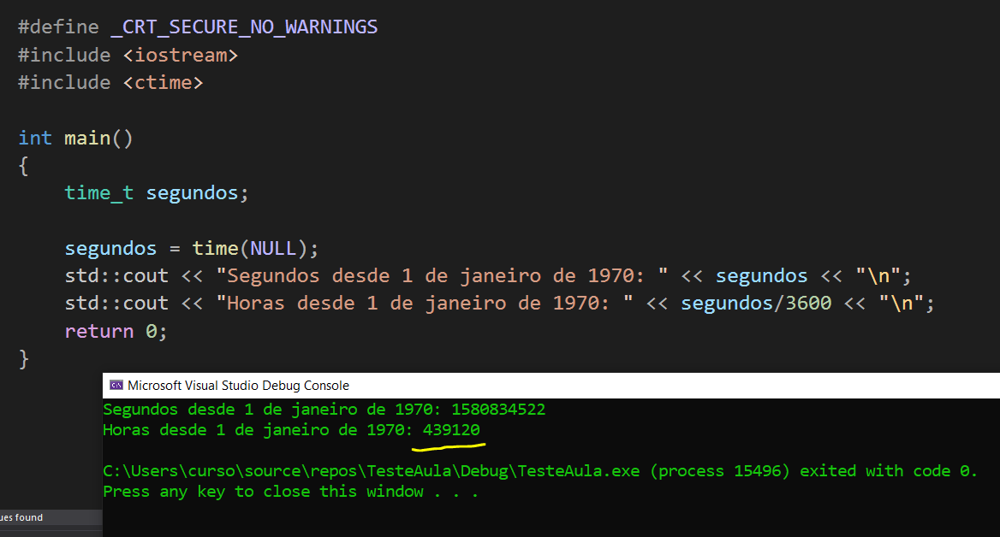 #define _CRT_SECURE_NO_WARNINGS
#include <iostream>
#include <ctime>
int main()
{
time_t segundos;
segundos = time(NULL);
std::cout << "Segundos desde 1 de janeiro de 1970: " << segundos << "\n";
std::cout << "Horas desde 1 de janeiro de 1970: " << segundos/3600 << "\n";
return 0;
}
C:\ Microsoft Visual Studio Debug Console
Segundos desde 1 de janeiro de 1970: 1580834522
Horas desde 1 de janeiro de 1970: 439120
C:\Users\curso\source\repos\TesteAula\Debug\TesteAula.exe (process 15496) exited with code 0.
Press any key to close this window . . .
ues found